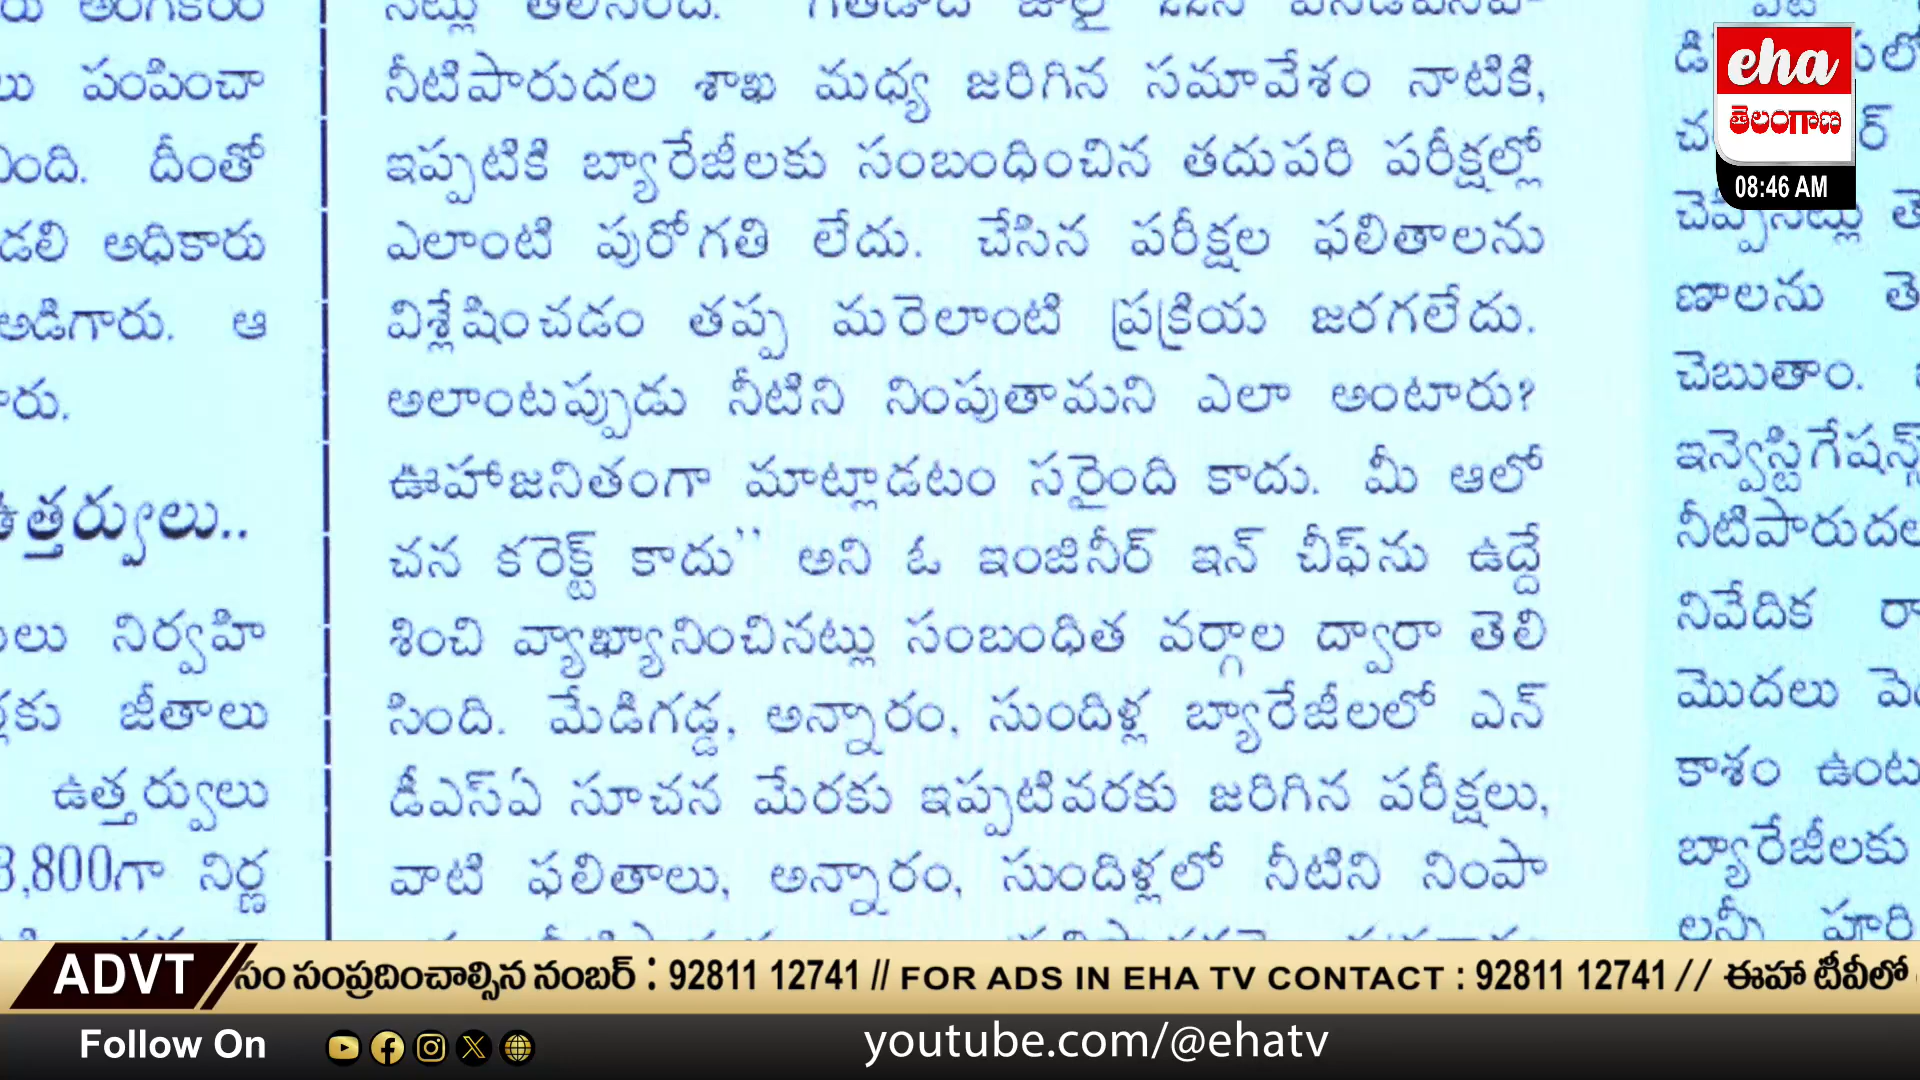 పంపించా
దీంతో
అధికారు
అడిగారు. ఆ
ఉత్తర్వులు..
నిర్వహి
జీతాలు
ఉత్తర్వులు
3,800గా నిర్ణ
నీటిపారుదల శాఖ మధ్య జరిగిన సమావేశం నాటికి,
ఇప్పటికి బ్యారేజీలకు సంబంధించిన తదుపరి పరీక్షల్లో
ఎలాంటి పురోగతి లేదు. చేసిన పరీక్షల ఫలితాలను
విశ్లేషించడం తప్ప మరెలాంటి ప్రక్రియ జరగలేదు.
అలాంటప్పుడు నీటిని నింపుతామని ఎలా అంటారు?
ఊహాజనితంగా మాట్లాడటం సరైంది కాదు. మీ ఆలో
చన కరెక్ట్ కాదు'' అని ఓ ఇంజినీర్ ఇన్ చీఫ్‌ను ఉద్దే
శించి వ్యాఖ్యానించినట్లు సంబంధిత వర్గాల ద్వారా తెలి
సింది. మేడిగడ్డ, అన్నారం, సుందిళ్ల బ్యారేజీలలో ఎన్
డీఎస్ఏ సూచన మేరకు ఇప్పటివరకు జరిగిన పరీక్షలు,
వాటి ఫలితాలు, అన్నారం, సుందిళ్లలో నీటిని నింపా
చెప్పినట్లు
ణాలను
చెబుతాం.
ఇన్వెస్టిగేషన్స్
నీటిపారుదల
నివేదిక
మొదలు
కాశం ఉంట
బ్యారేజీలకు
eha
తెలంగాణ
08:46 AM
ADVT సం సంప్రదించాల్సిన నంబర్ : 92811 12741 // FOR ADS IN EHA TV CONTACT : 92811 12741 // ఈహా టీవీలో
Follow On youtube.com/@ehatv